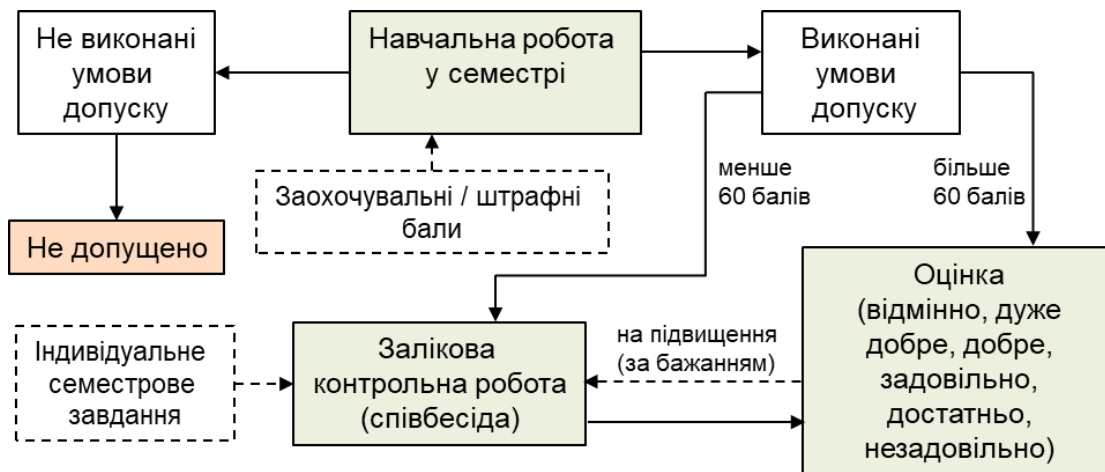 Не виконані
умови
допуску
Навчальна робота
у семестрі
Виконані
умови
допуску
менше
60 балів
більше
60 балів
Заохочувальні / штрафні
бали
Не допущено
Індивідуальне
семестрове
завдання
Залікова
контрольна робота
(співбесіда)
на підвищення
(за бажанням)
Оцінка
(відмінно, дуже
добре, добре,
задовільно,
достатньо,
незадовільно)